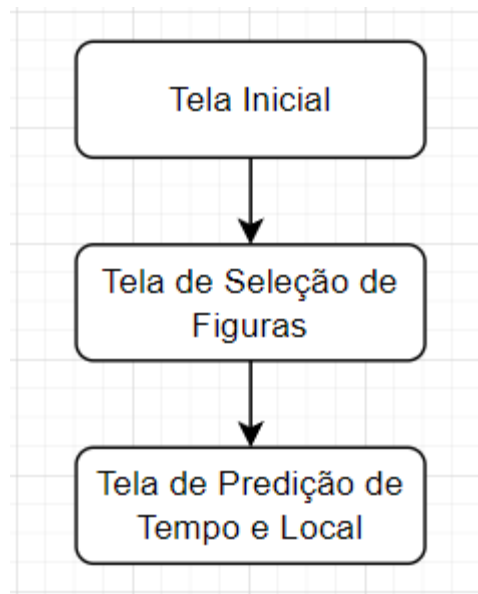 Tela Inicial
Tela de Seleção de
Figuras
Tela de Predição de
Tempo e Local